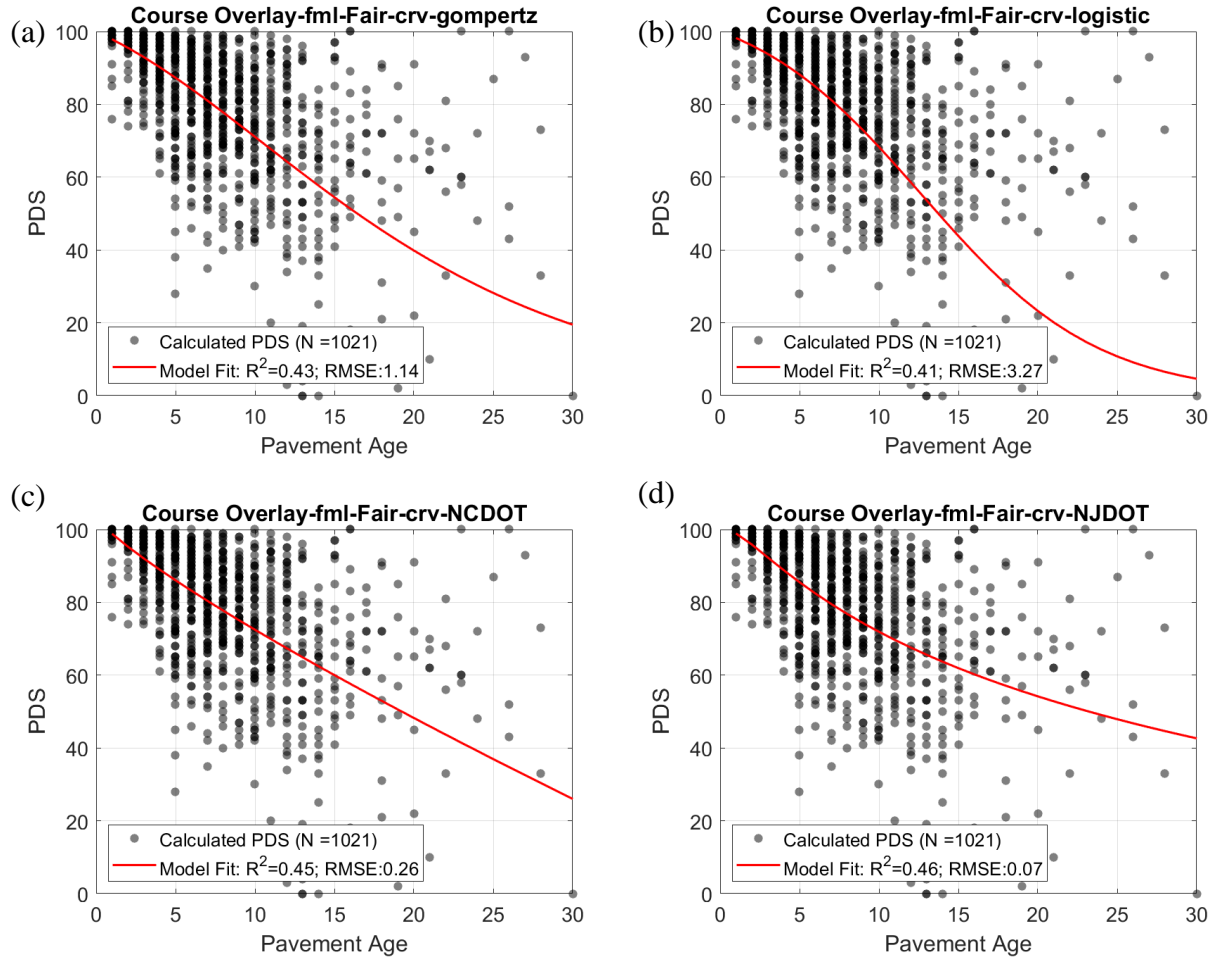 (a)
Course Overlay-fml-Fair-crv-gompertz
100
80
60
40
20
0
PDS
Calculated PDS (N =1021)
Model Fit: R²=0.43; RMSE:1.14
0 5 10 15 20 25 30
Pavement Age
(b)
Course Overlay-fml-Fair-crv-logistic
100
80
60
40
20
0
PDS
Calculated PDS (N =1021)
Model Fit: R²=0.41; RMSE:3.27
0 5 10 15 20 25 30
Pavement Age
(c)
Course Overlay-fml-Fair-crv-NCDOT
100
80
60
40
20
0
PDS
Calculated PDS (N =1021)
Model Fit: R²=0.45; RMSE:0.26
0 5 10 15 20 25 30
Pavement Age
(d)
Course Overlay-fml-Fair-crv-NJDOT
100
80
60
40
20
0
PDS
Calculated PDS (N =1021)
Model Fit: R²=0.46; RMSE:0.07
0 5 10 15 20 25 30
Pavement Age